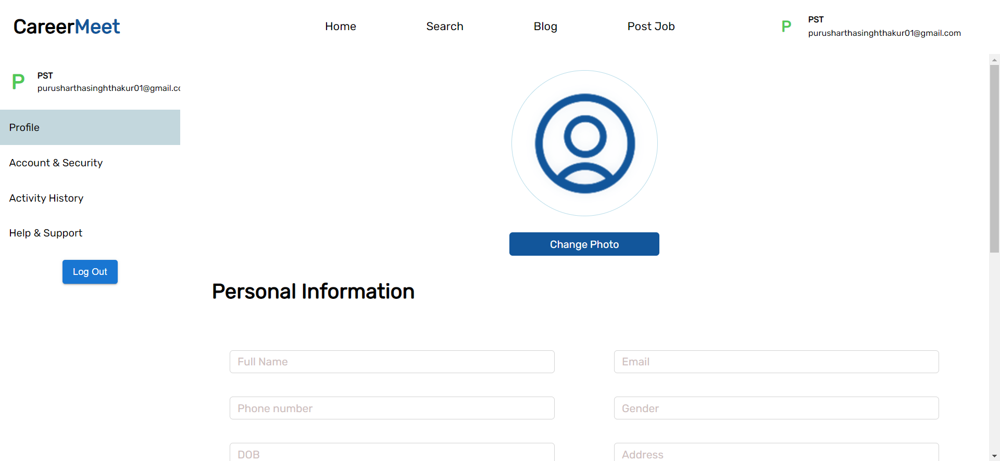 CareerMeet
Home
Search
Blog
Post Job
P
PST
purusharthasinghthakur01@gmail.com
P
PST
purusharthasinghthakur01@gmail.co
Profile
Account & Security
Activity History
Help & Support
Log Out
Change Photo
Personal Information
Full Name
Email
Phone number
Gender
DOB
Address